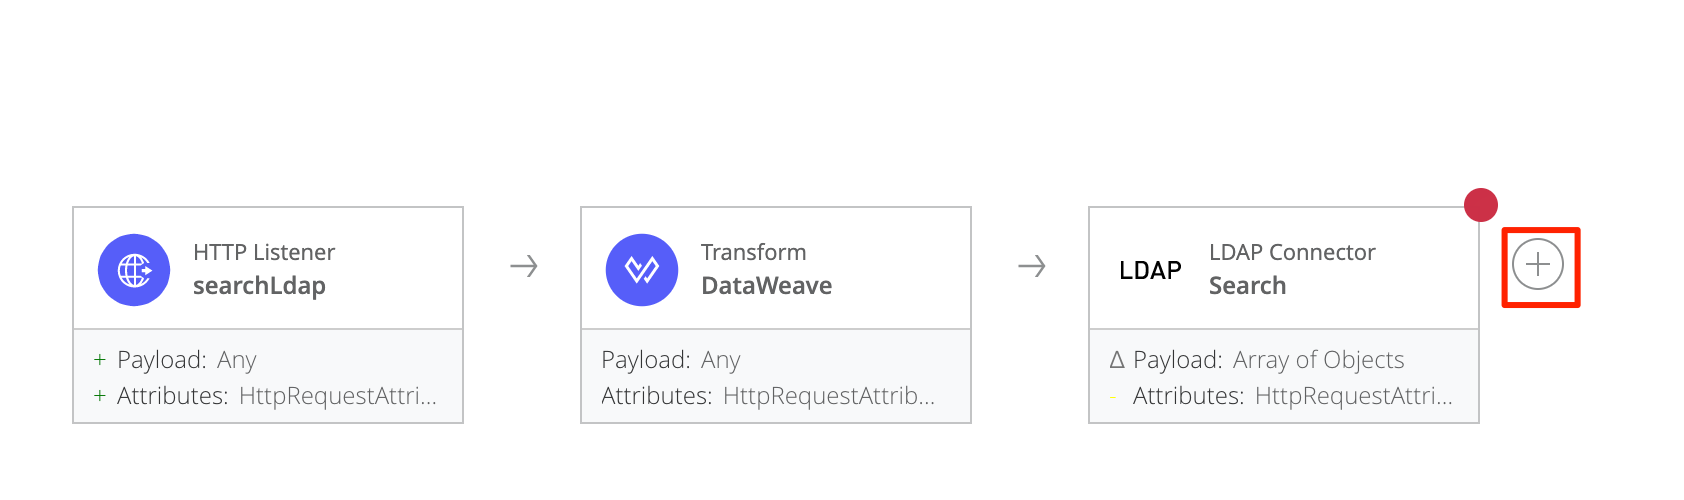 HTTP Listener
searchLdap
+ Payload: Any
+ Attributes: HttpRequestAttri...
Transform
DataWeave
Payload: Any
Attributes: HttpRequestAttrib...
LDAP
LDAP Connector
Search
Δ Payload: Array of Objects
- Attributes: HttpRequestAttri...